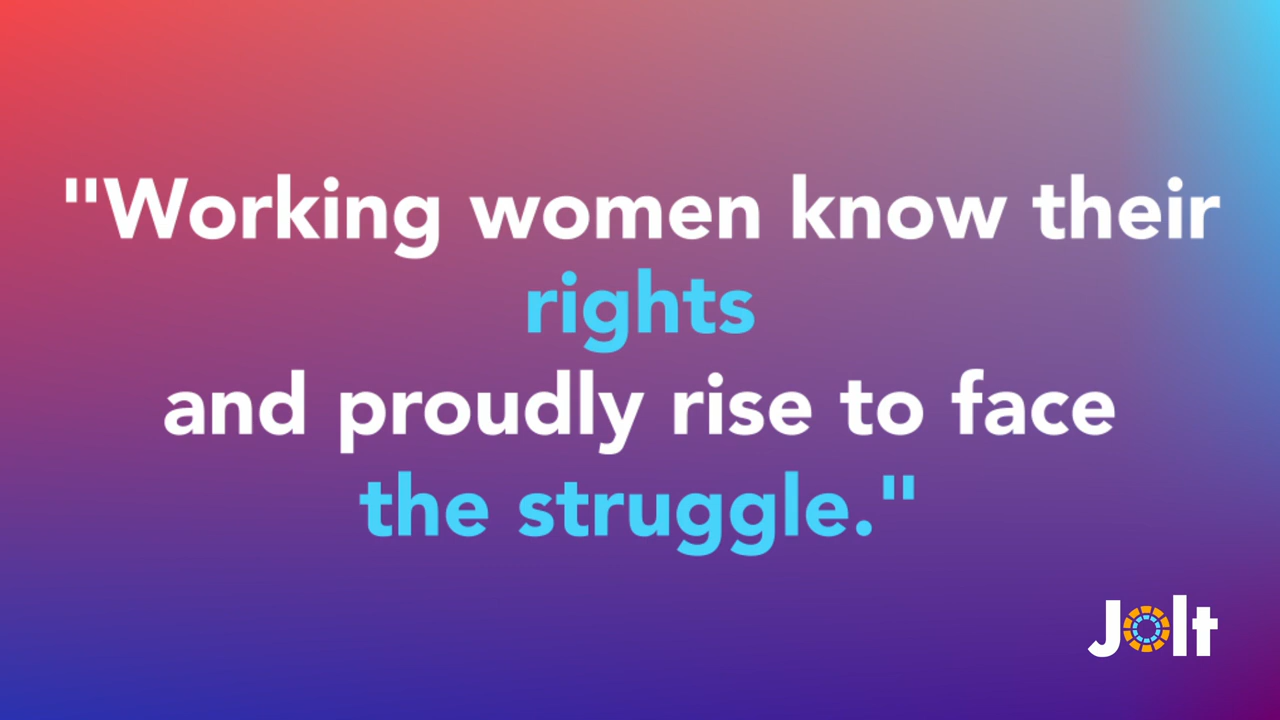 "Working women know their
rights
and proudly rise to face
the struggle."
Jolt